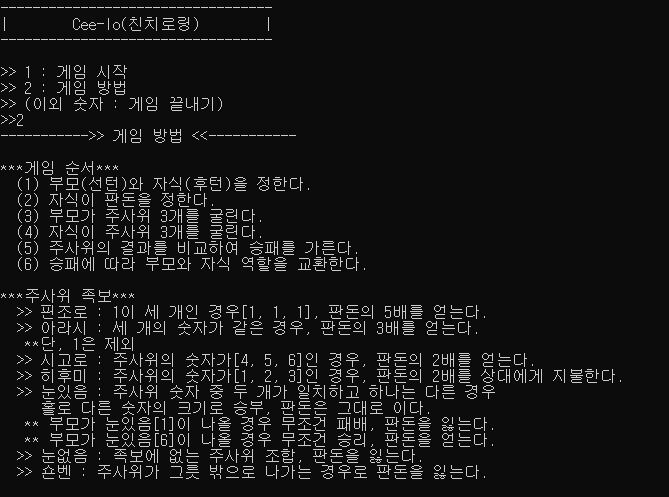 ----------------------------------
|        Cee-lo(친치로령)        |
----------------------------------
>> 1 : 게임 시작
>> 2 : 게임 방법
>> (이외 숫자 : 게임 끝내기)
>>2
----------->> 게임 방법 <<-----------
***게임 순서***
(1) 부모(선턴)와 자식(후턴)을 정한다.
(2) 자식이 판돈을 정한다.
(3) 부모가 주사위 3개를 굴린다.
(4) 자식이 주사위 3개를 굴린다.
(5) 주사위의 결과를 비교하여 승패를 가른다.
(6) 승패에 따라 부모와 자식 역할을 교환한다.
***주사위 족보***
>> 핀조로 : 1이 세 개인 경우[1, 1, 1], 판돈의 5배를 얻는다.
>> 아라시 : 세 개의 숫자가 같은 경우, 판돈의 3배를 얻는다.
**단, 1은 제외
>> 시고로 : 주사위의 숫자가[4, 5, 6]인 경우, 판돈의 2배를 얻는다.
>> 히후미 : 주사위의 숫자가[1, 2, 3]인 경우, 판돈의 2배를 상대에게 지불한다.
>> 눈있음 : 주사위 숫자 중 두 개가 일치하고 하나는 다른 경우
홀로 다른 숫자의 크기로 승부, 판돈은 그대로 이다.
** 부모가 눈있음[1]이 나올 경우 무조건 패배, 판돈을 잃는다.
** 부모가 눈있음[6]이 나올 경우 무조건 승리, 판돈을 얻는다.
>> 눈없음 : 족보에 없는 주사위 조합, 판돈을 잃는다.
>> 숀벤 : 주사위가 그릇 밖으로 나가는 경우로 판돈을 잃는다.